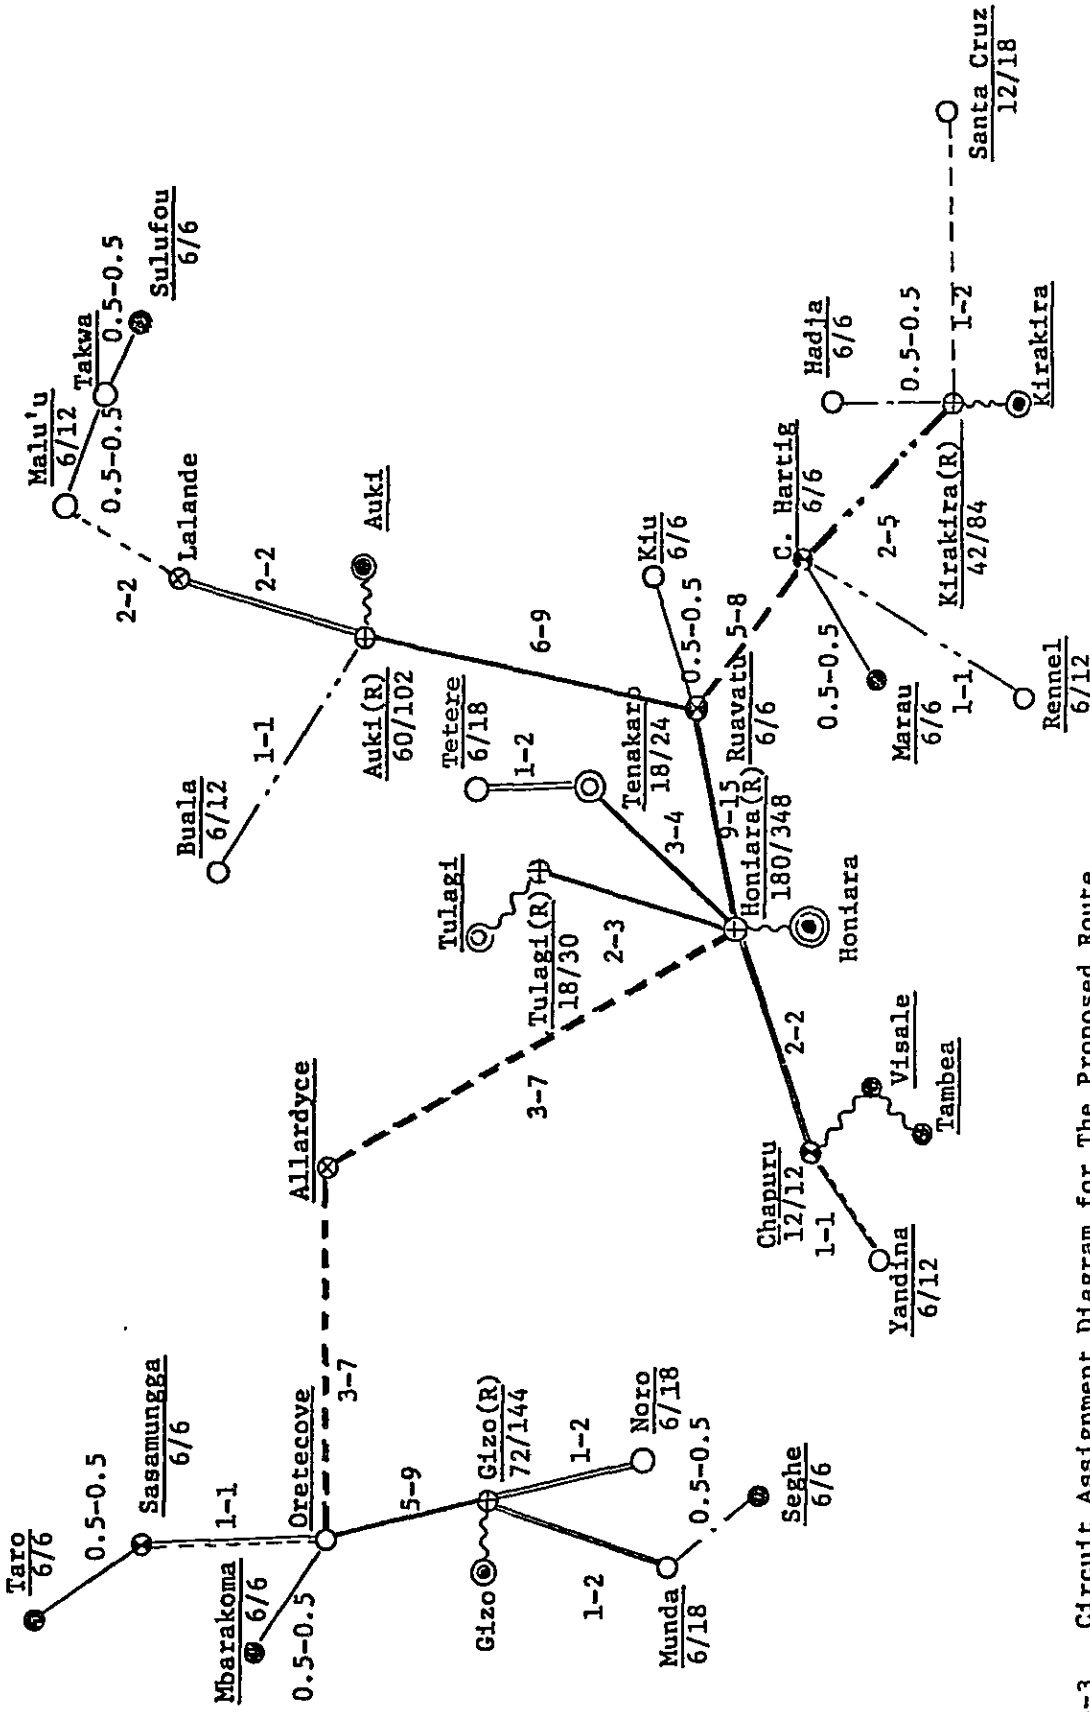 Taro
6/6
0.5-0.5
Sasamungga
6/6
1-1
Mbarakoma
6/6
0.5-0.5
Oretecove
3-7
Allardyce
3-7
5-9
Gizo
Gizo(R)
72/144
1-2
Noro
6/18
1-2
Munda
6/18
0.5-0.5
Seghe
6/6
Buala
6/12
1-1
Malu'u
6/12
0.5-0.5
Takwa
0.5-0.5
Sulufou
6/6
2-2
Lalande
2-2
Auki
Auki(R)
60/102
6-9
Tulagi
Tulagi(R)
18/30
2-3
Tetere
6/18
1-2
Tenakaro
18/24
3-4
9-15
Honiara(R)
180/348
Honiara
2-2
Chapuru
12/12
1-1
Visale
Tambea
Yandina
6/12
Kiu
6/6
0.5-0.5
Ruavatu
6/6
5-8
C. Hartig
6/6
0.5-0.5
Marau
6/6
1-1
Rennel
6/12
2-5
Kirakira(R)
42/84
Hadja
6/6
0.5-0.5
1-2
Kirakira
Santa Cruz
12/18
-3 Circuit Assignment Diagram for The Proposed Route